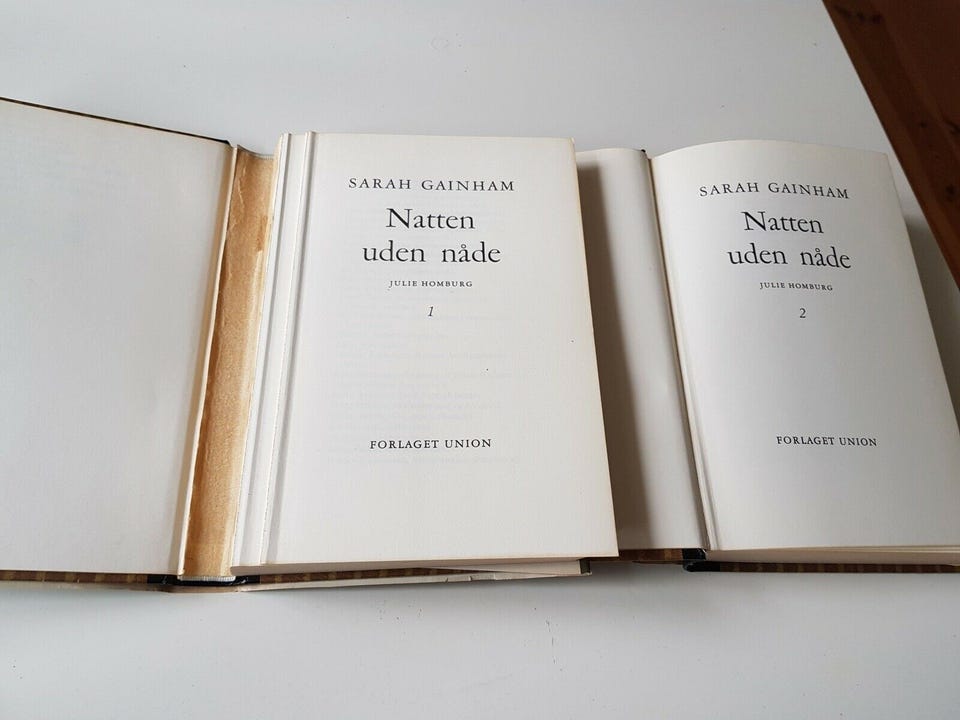 SARAH GAINHAM
Natten
uden nåde
JULIE HOMBURG
1
FORLAGET UNION
SARAH GAINHAM
Natten
uden nåde
JULIE HOMBURG
2
FORLAGET UNION